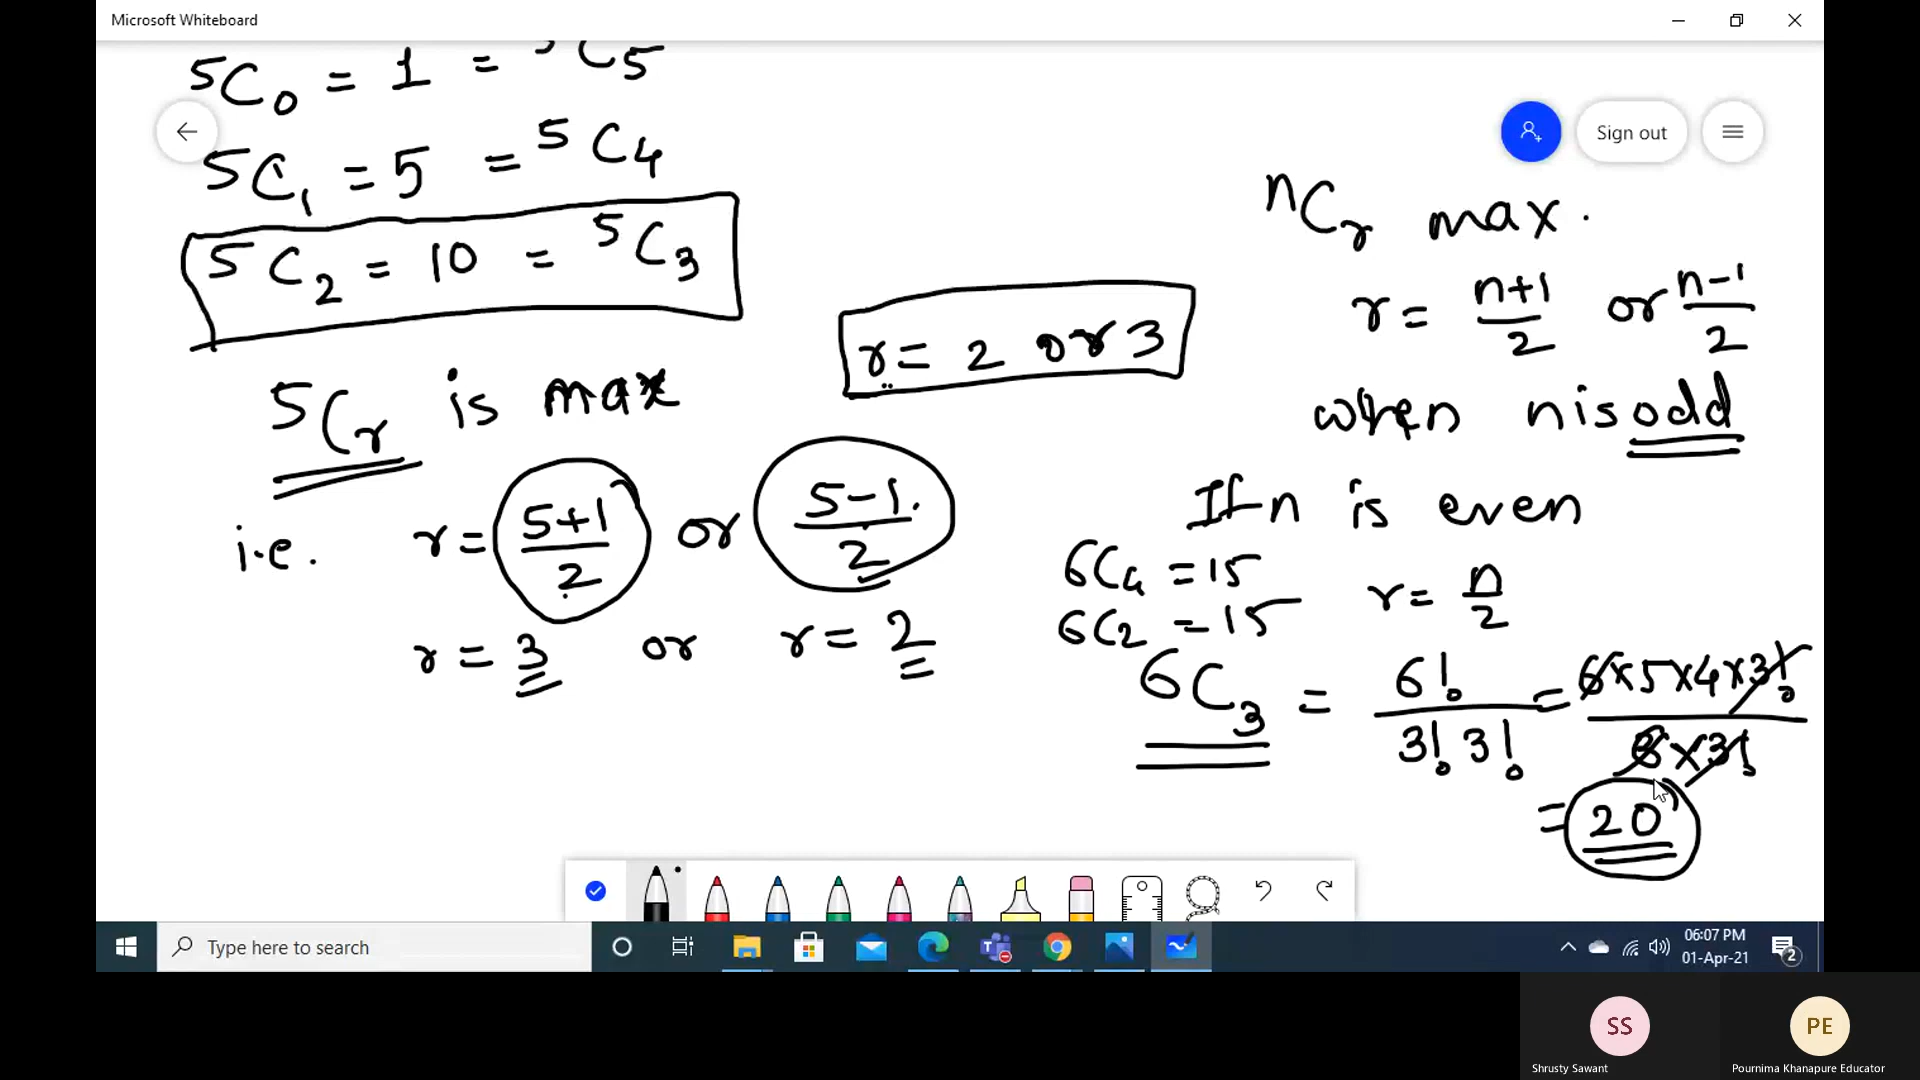 Microsoft Whiteboard
⁵C₀ = 1 = ⁵C₅
Sign out
⁵C₁ = 5 = ⁵C₄
⁵C₂ = 10 = ⁵C₃
r = 2 or 3
⁵Cᵣ is max
i.e. r = (5+1)/2 or (5-1)/2
r = 3 or r = 2
ⁿCᵣ max.
r = (n+1)/2 or (n-1)/2
when n is odd
If n is even
6C₄ = 15
6C₂ = 15
r = n/2
6C₃ = 6!/(3! 3!) = (6×5×4×3!)/(6×3!)
= 20
Type here to search
06:07 PM
01-Apr-21
2
SS
Shrusty Sawant
PE
Pournima Khanapure Educator